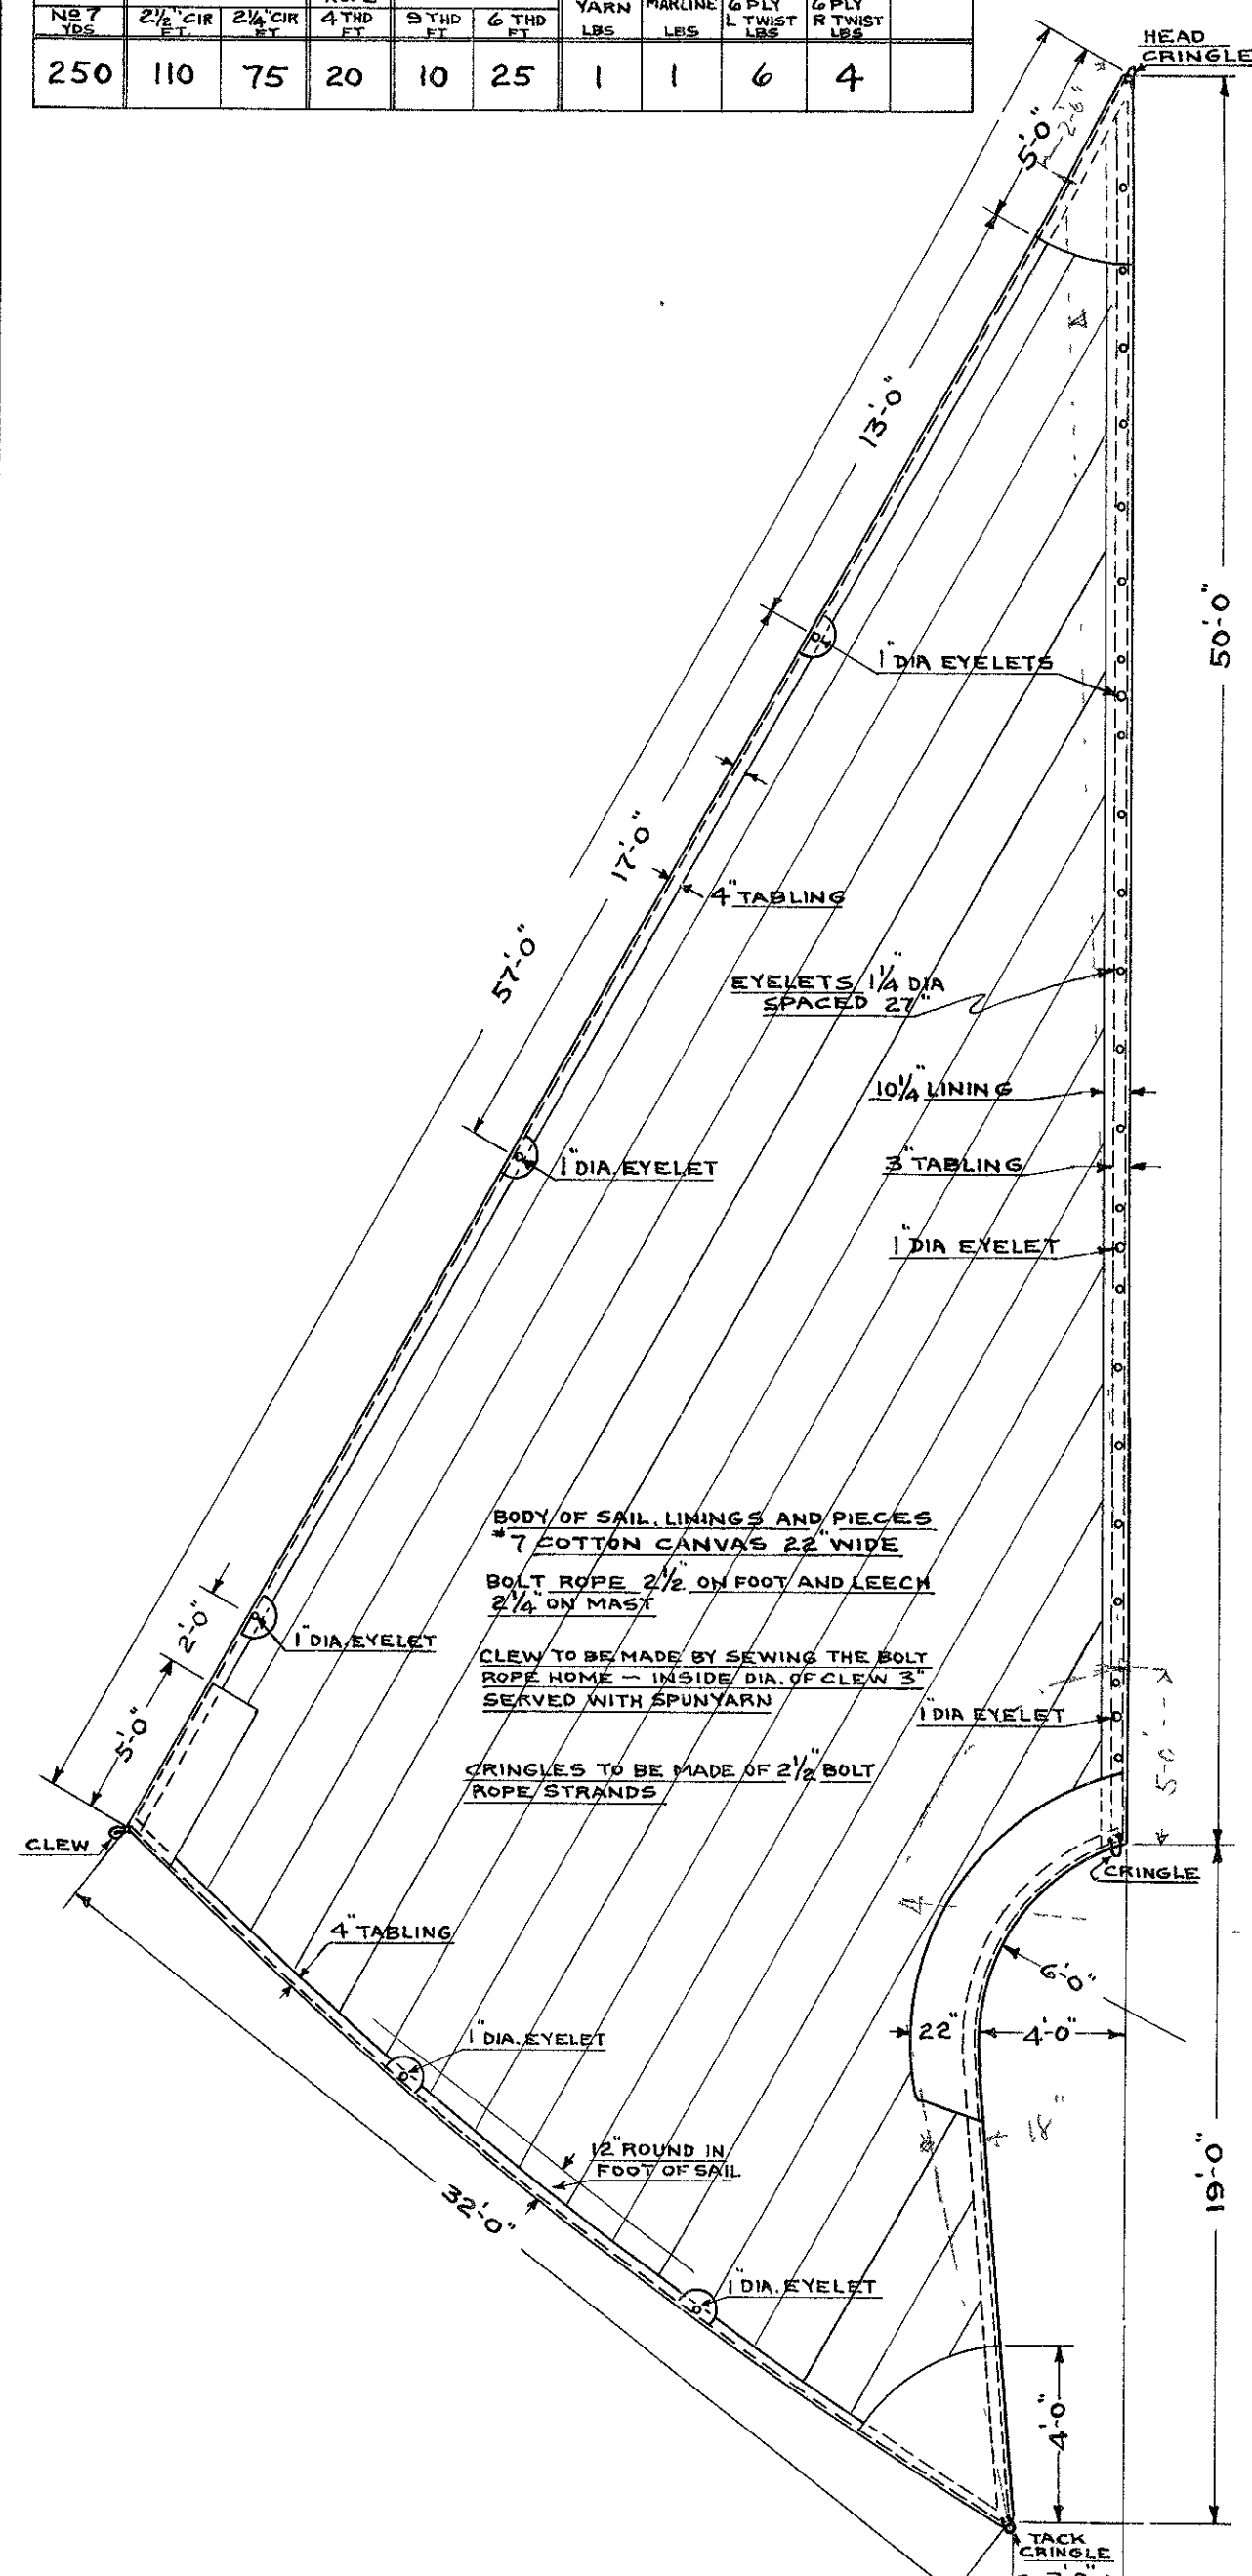 ROPE
Nº 7 YDS
2½" CIR FT.
2¼" CIR FT
4 THD FT
9 THD FT
6 THD FT
YARN LBS
MARLINE LBS
6 PLY L TWIST LBS
6 PLY R TWIST LBS
250 110 75 20 10 25 1 1 6 4
HEAD
CRINGLE
5'-0"
2'-6"
13'-0"
50'-0"
1" DIA EYELETS
17'-0"
4" TABLING
57'-0"
EYELETS 1¼" DIA
SPACED 27"
10¼" LINING
3" TABLING
1" DIA. EYELET
1" DIA EYELET
BODY OF SAIL. LININGS AND PIECES
#7 COTTON CANVAS 22" WIDE
BOLT ROPE 2½" ON FOOT AND LEECH
2¼" ON MAST
2'-0"
1" DIA. EYELET
CLEW TO BE MADE BY SEWING THE BOLT
ROPE HOME – INSIDE DIA. OF CLEW 3"
SERVED WITH SPUNYARN
1" DIA EYELET
5'-0"
5'-0"
CRINGLES TO BE MADE OF 2½" BOLT
ROPE STRANDS
CLEW
CRINGLE
4" TABLING
6'-0"
1" DIA. EYELET
22"
4'-0"
18"
12" ROUND IN
FOOT OF SAIL
32'-0"
19'-0"
1" DIA. EYELET
4'-0"
TACK
CRINGLE